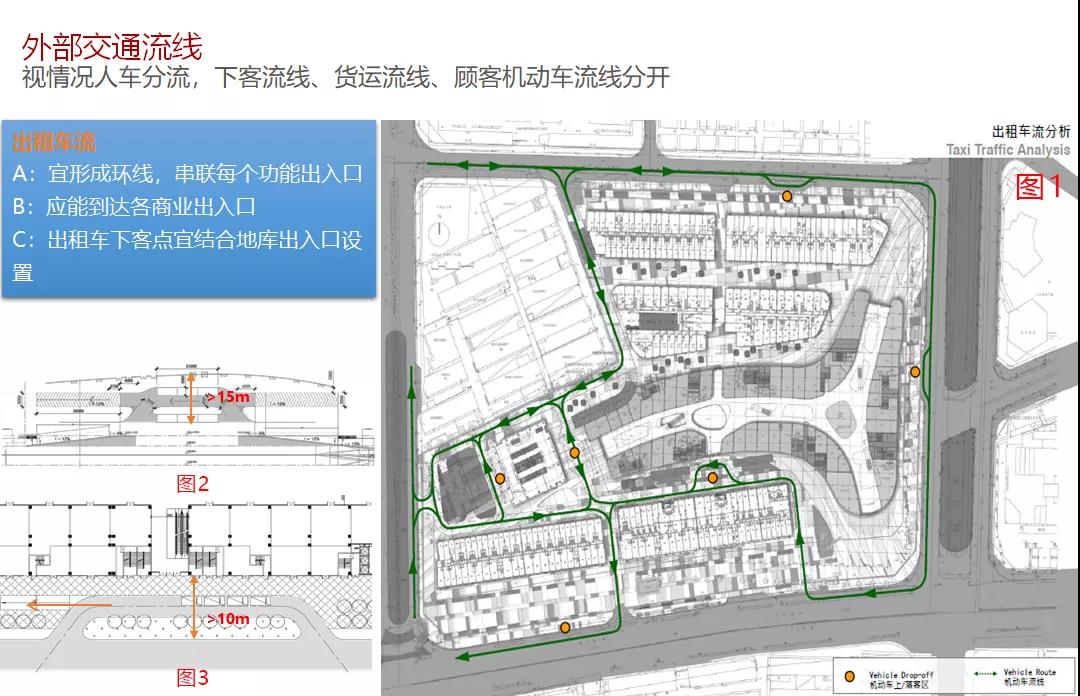 外部交通流线
视情况人车分流，下客流线、货运流线、顾客机动车流线分开
出租车流
A：宜形成环线，串联每个功能出入口
B：应能到达各商业出入口
C：出租车下客点宜结合地库出入口设
置
出租车流分析
Taxi Traffic Analysis
图1
N
>15m
图2
>10m
图3
Vehicle Drop-off
机动车上/落客区
Vehicle Route
机动车流线